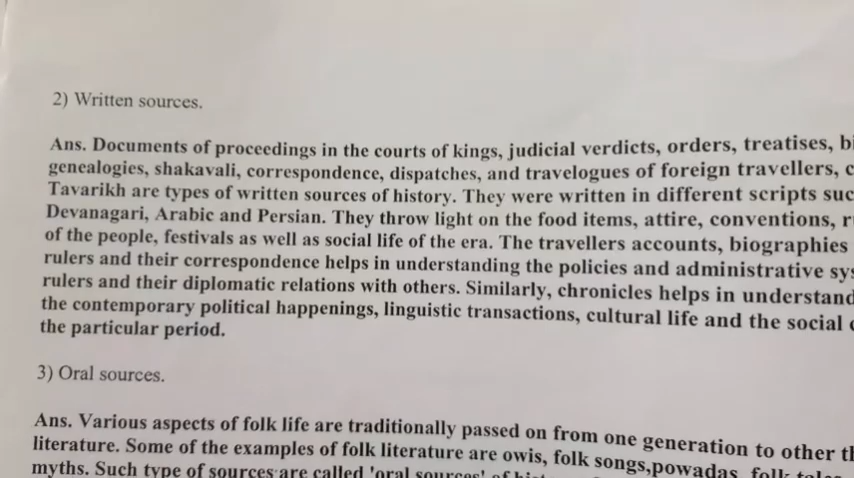 2) Written sources.
Ans. Documents of proceedings in the courts of kings, judicial verdicts, orders, treatises,
genealogies, shakavali, correspondence, dispatches, and travelogues of foreign travellers,
Tavarikh are types of written sources of history. They were written in different scripts
Devanagari, Arabic and Persian. They throw light on the food items, attire, conventions,
of the people, festivals as well as social life of the era. The travellers accounts, biographies
rulers and their correspondence helps in understanding the policies and administrative
rulers and their diplomatic relations with others. Similarly, chronicles helps in
the contemporary political happenings, linguistic transactions, cultural life and the social
the particular period.
3) Oral sources.
Ans. Various aspects of folk life are traditionally passed on from one generation to other
literature. Some of the examples of folk literature are owis, folk songs,powadas, folk
myths. Such type of sources are called 'oral sources' of